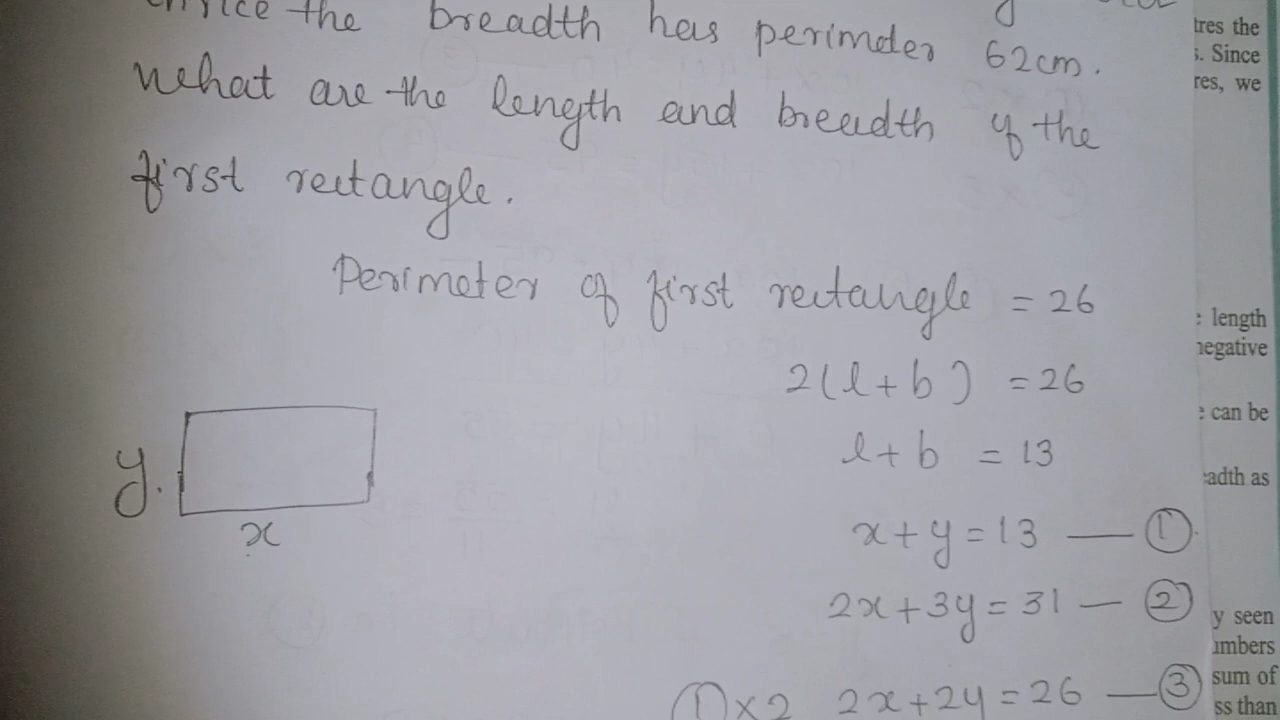 the
breadth has perimeter 62cm.
What are the length and breadth of the
first rectangle.
Perimeter of first rectangle = 26
2(l+b) = 26
l+b = 13
y.
x
x+y=13 — ①
2x+3y=31 — ②
①×2 2x+2y=26 — ③
tres the
s. Since
res, we
length
negative
can be
adth as
y seen
umbers
sum of
ss than